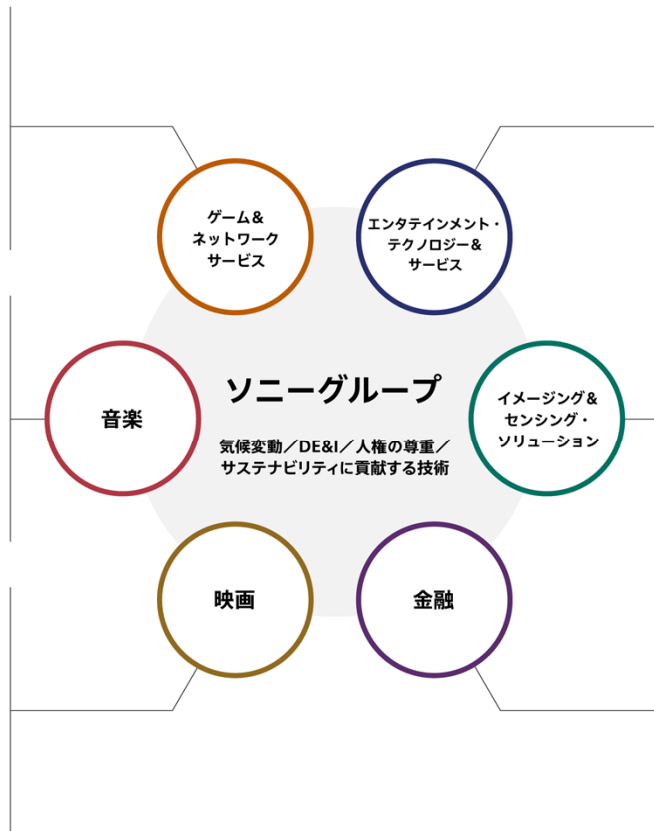 ゲーム&
ネットワーク
サービス
エンタテインメント・
テクノロジー&
サービス
音楽
ソニーグループ
気候変動／DE&I／人権の尊重／
サステナビリティに貢献する技術
イメージング&
センシング・
ソリューション
映画
金融